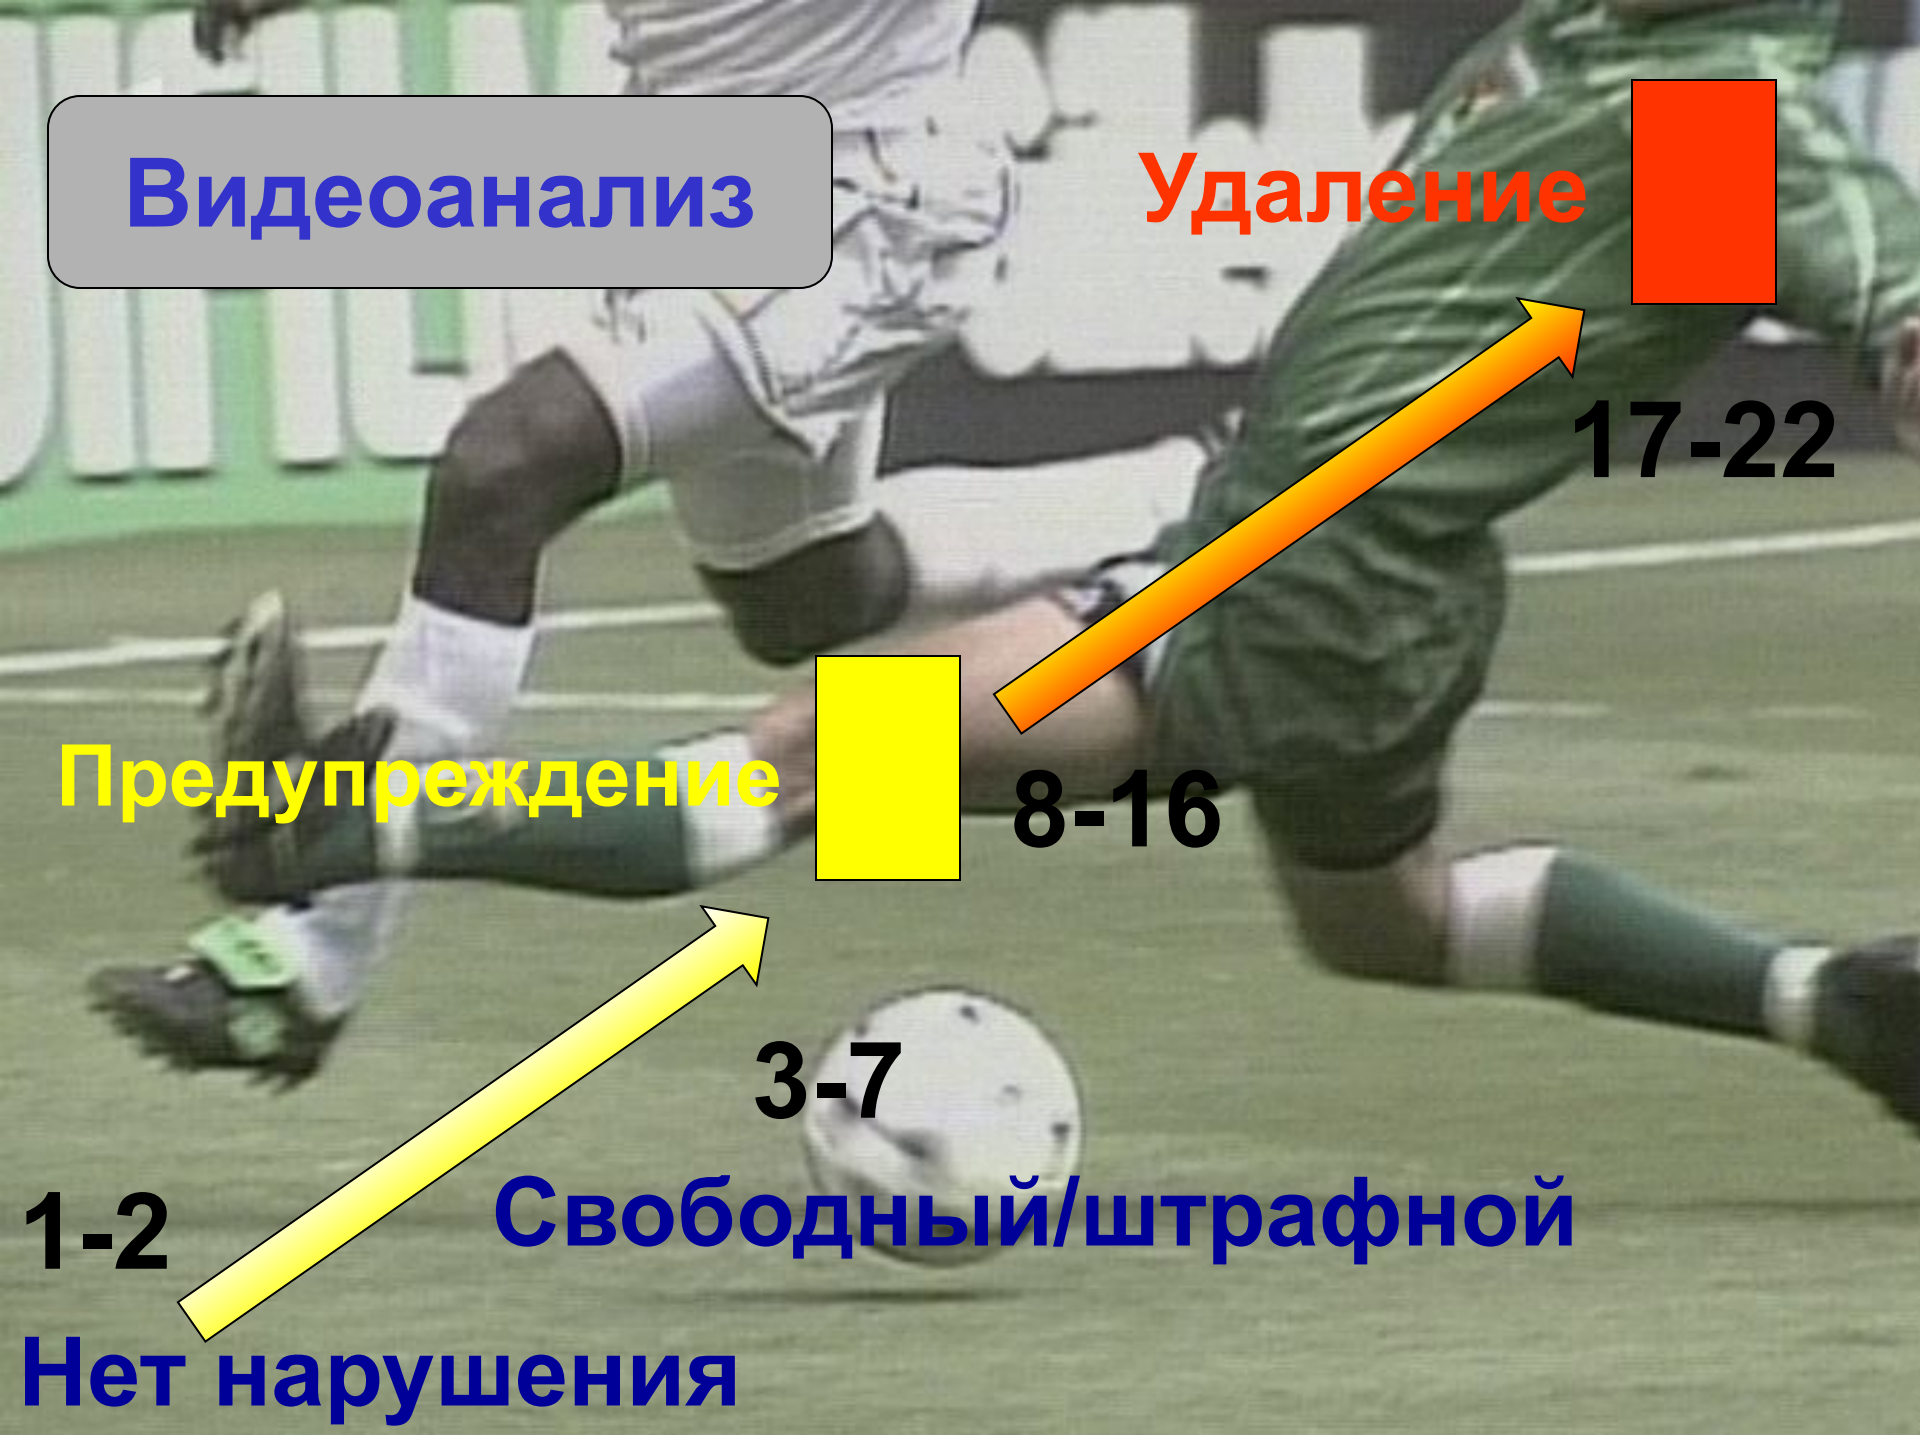 Видеоанализ
Удаление
17-22
Предупреждение
8-16
3-7
Свободный/штрафной
1-2
Нет нарушения